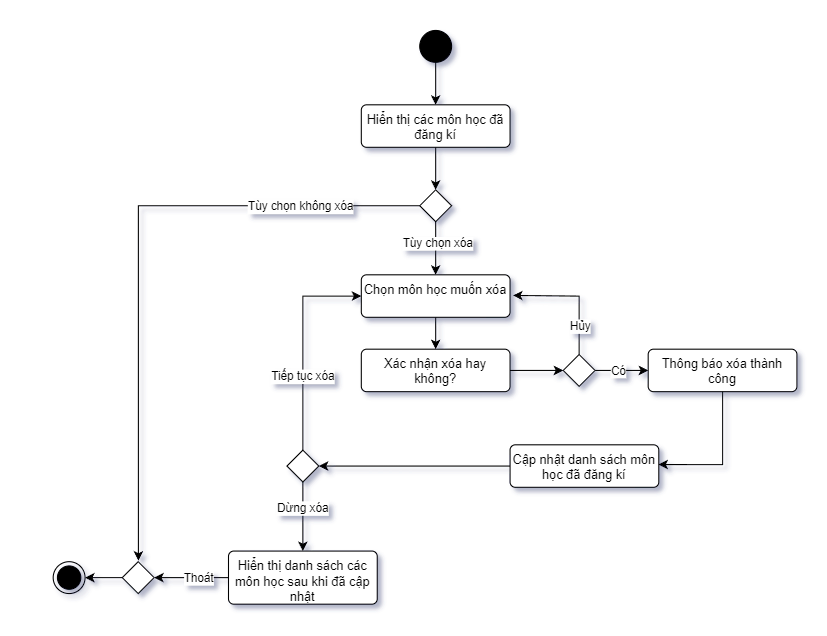 Hiển thị các môn học đã
đăng kí
Tùy chọn không xóa
Tùy chọn xóa
Chọn môn học muốn xóa
Hủy
Xác nhận xóa hay
không?
Có
Thông báo xóa thành
công
Tiếp tục xóa
Cập nhật danh sách môn
học đã đăng kí
Dừng xóa
Hiển thị danh sách các
môn học sau khi đã cập
nhật
Thoát